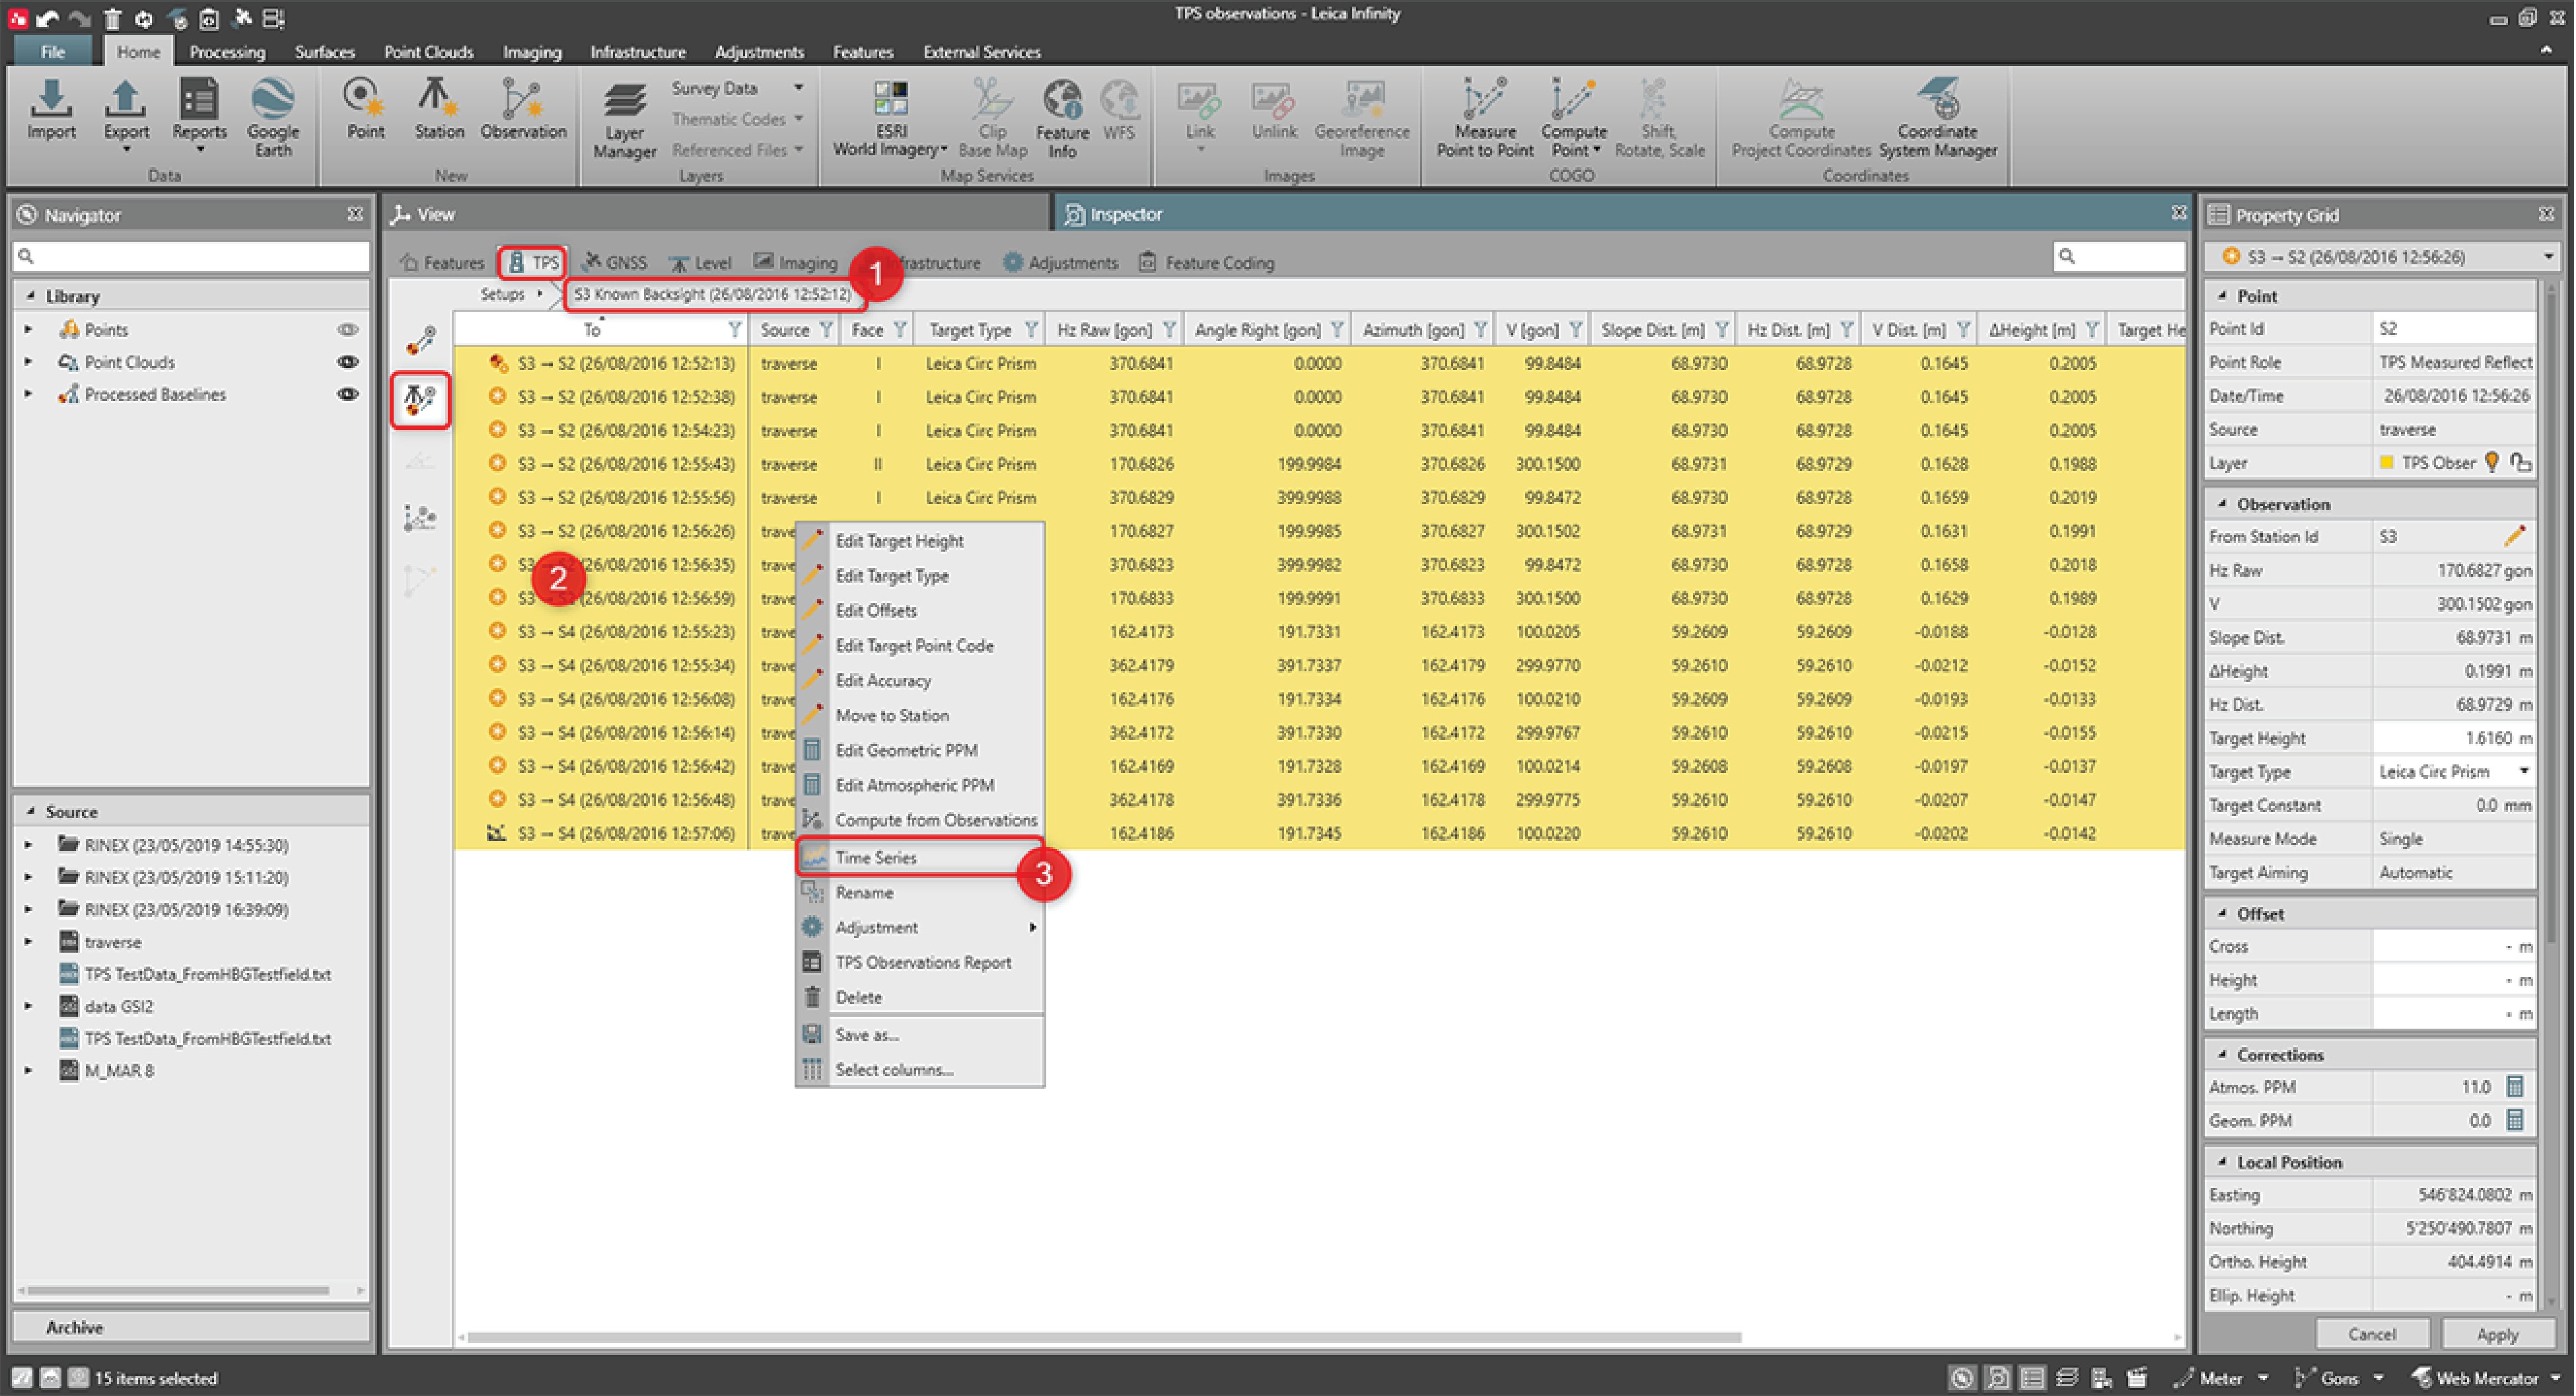 TPS observations - Leica Infinity
File Home Processing Surfaces Point Clouds Imaging Infrastructure Adjustments Features External Services
Import Export Reports Google Earth
Data
Point Station Observation
New
Layer Manager
Survey Data
Thematic Codes
Referenced Files
Layers
ESRI World Imagery Clip Base Map Feature Info WFS
Map Services
Link Unlink Georeference Image
Images
Measure Point to Point Compute Point Shift, Rotate, Scale
COGO
Compute Project Coordinates Coordinate System Manager
Coordinates
Navigator
Library
Points
Point Clouds
Processed Baselines
Source
RINEX (23/05/2019 14:55:30)
RINEX (23/05/2019 15:11:20)
RINEX (23/05/2019 16:39:09)
traverse
TPS TestData_FromHBGTestfield.txt
data GSI2
TPS TestData_FromHBGTestfield.txt
M_MAR 8
Archive
View
Inspector
Features TPS GNSS Level Imaging 1 nfrastructure Adjustments Feature Coding
Setups S3 Known Backsight (26/08/2016 12:52:12)
To Source Face Target Type Hz Raw [gon] Angle Right [gon] Azimuth [gon] V [gon] Slope Dist. [m] Hz Dist. [m] V Dist. [m] ΔHeight [m] Target He
S3 → S2 (26/08/2016 12:52:13) traverse I Leica Circ Prism 370.6841 0.0000 370.6841 99.8484 68.9730 68.9728 0.1645 0.2005
S3 → S2 (26/08/2016 12:52:38) traverse I Leica Circ Prism 370.6841 0.0000 370.6841 99.8484 68.9730 68.9728 0.1645 0.2005
S3 → S2 (26/08/2016 12:54:23) traverse I Leica Circ Prism 370.6841 0.0000 370.6841 99.8484 68.9730 68.9728 0.1645 0.2005
S3 → S2 (26/08/2016 12:55:43) traverse II Leica Circ Prism 170.6826 199.9984 370.6826 300.1500 68.9731 68.9729 0.1628 0.1988
S3 → S2 (26/08/2016 12:55:56) traverse I Leica Circ Prism 370.6829 399.9988 370.6829 99.8472 68.9730 68.9728 0.1659 0.2019
S3 → S2 (26/08/2016 12:56:26) trave 170.6827 199.9985 370.6827 300.1502 68.9731 68.9729 0.1631 0.1991
S3 (26/08/2016 12:56:35) trave 370.6823 399.9982 370.6823 99.8472 68.9730 68.9728 0.1658 0.2018
2
S3 (26/08/2016 12:56:59) trave 170.6833 199.9991 370.6833 300.1500 68.9730 68.9728 0.1629 0.1989
S3 → S4 (26/08/2016 12:55:23) trave 162.4173 191.7331 162.4173 100.0205 59.2609 59.2609 -0.0188 -0.0128
S3 → S4 (26/08/2016 12:55:34) trave 362.4179 391.7337 162.4179 299.9770 59.2610 59.2610 -0.0212 -0.0152
S3 → S4 (26/08/2016 12:56:08) trave 162.4176 191.7334 162.4176 100.0210 59.2609 59.2609 -0.0193 -0.0133
S3 → S4 (26/08/2016 12:56:14) trave 362.4172 391.7330 162.4172 299.9767 59.2610 59.2610 -0.0215 -0.0155
S3 → S4 (26/08/2016 12:56:42) trave 162.4169 191.7328 162.4169 100.0214 59.2608 59.2608 -0.0197 -0.0137
S3 → S4 (26/08/2016 12:56:48) trave 362.4178 391.7336 162.4178 299.9775 59.2610 59.2610 -0.0207 -0.0147
S3 → S4 (26/08/2016 12:57:06) trave 162.4186 191.7345 162.4186 100.0220 59.2610 59.2610 -0.0202 -0.0142
Edit Target Height
Edit Target Type
Edit Offsets
Edit Target Point Code
Edit Accuracy
Move to Station
Edit Geometric PPM
Edit Atmospheric PPM
Compute from Observations
Time Series
3
Rename
Adjustment
TPS Observations Report
Delete
Save as...
Select columns...
Property Grid
S3 → S2 (26/08/2016 12:56:26)
Point
Point Id S2
Point Role TPS Measured Reflect
Date/Time 26/08/2016 12:56:26
Source traverse
Layer TPS Obser
Observation
From Station Id S3
Hz Raw 170.6827 gon
V 300.1502 gon
Slope Dist. 68.9731 m
ΔHeight 0.1991 m
Hz Dist. 68.9729 m
Target Height 1.6160 m
Target Type Leica Circ Prism
Target Constant 0.0 mm
Measure Mode Single
Target Aiming Automatic
Offset
Cross - m
Height - m
Length - m
Corrections
Atmos. PPM 11.0
Geom. PPM 0.0
Local Position
Easting 546'824.0802 m
Northing 5'250'490.7807 m
Ortho. Height 404.4914 m
Ellip. Height - m
Cancel Apply
15 items selected
Meter Gons Web Mercator